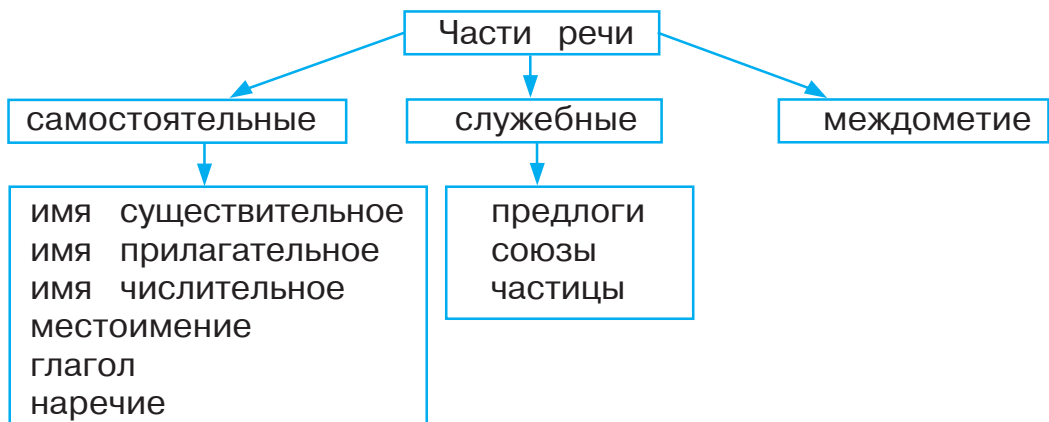 Части речи
самостоятельные
служебные
междометие
имя существительное
имя прилагательное
имя числительное
местоимение
глагол
наречие
предлоги
союзы
частицы